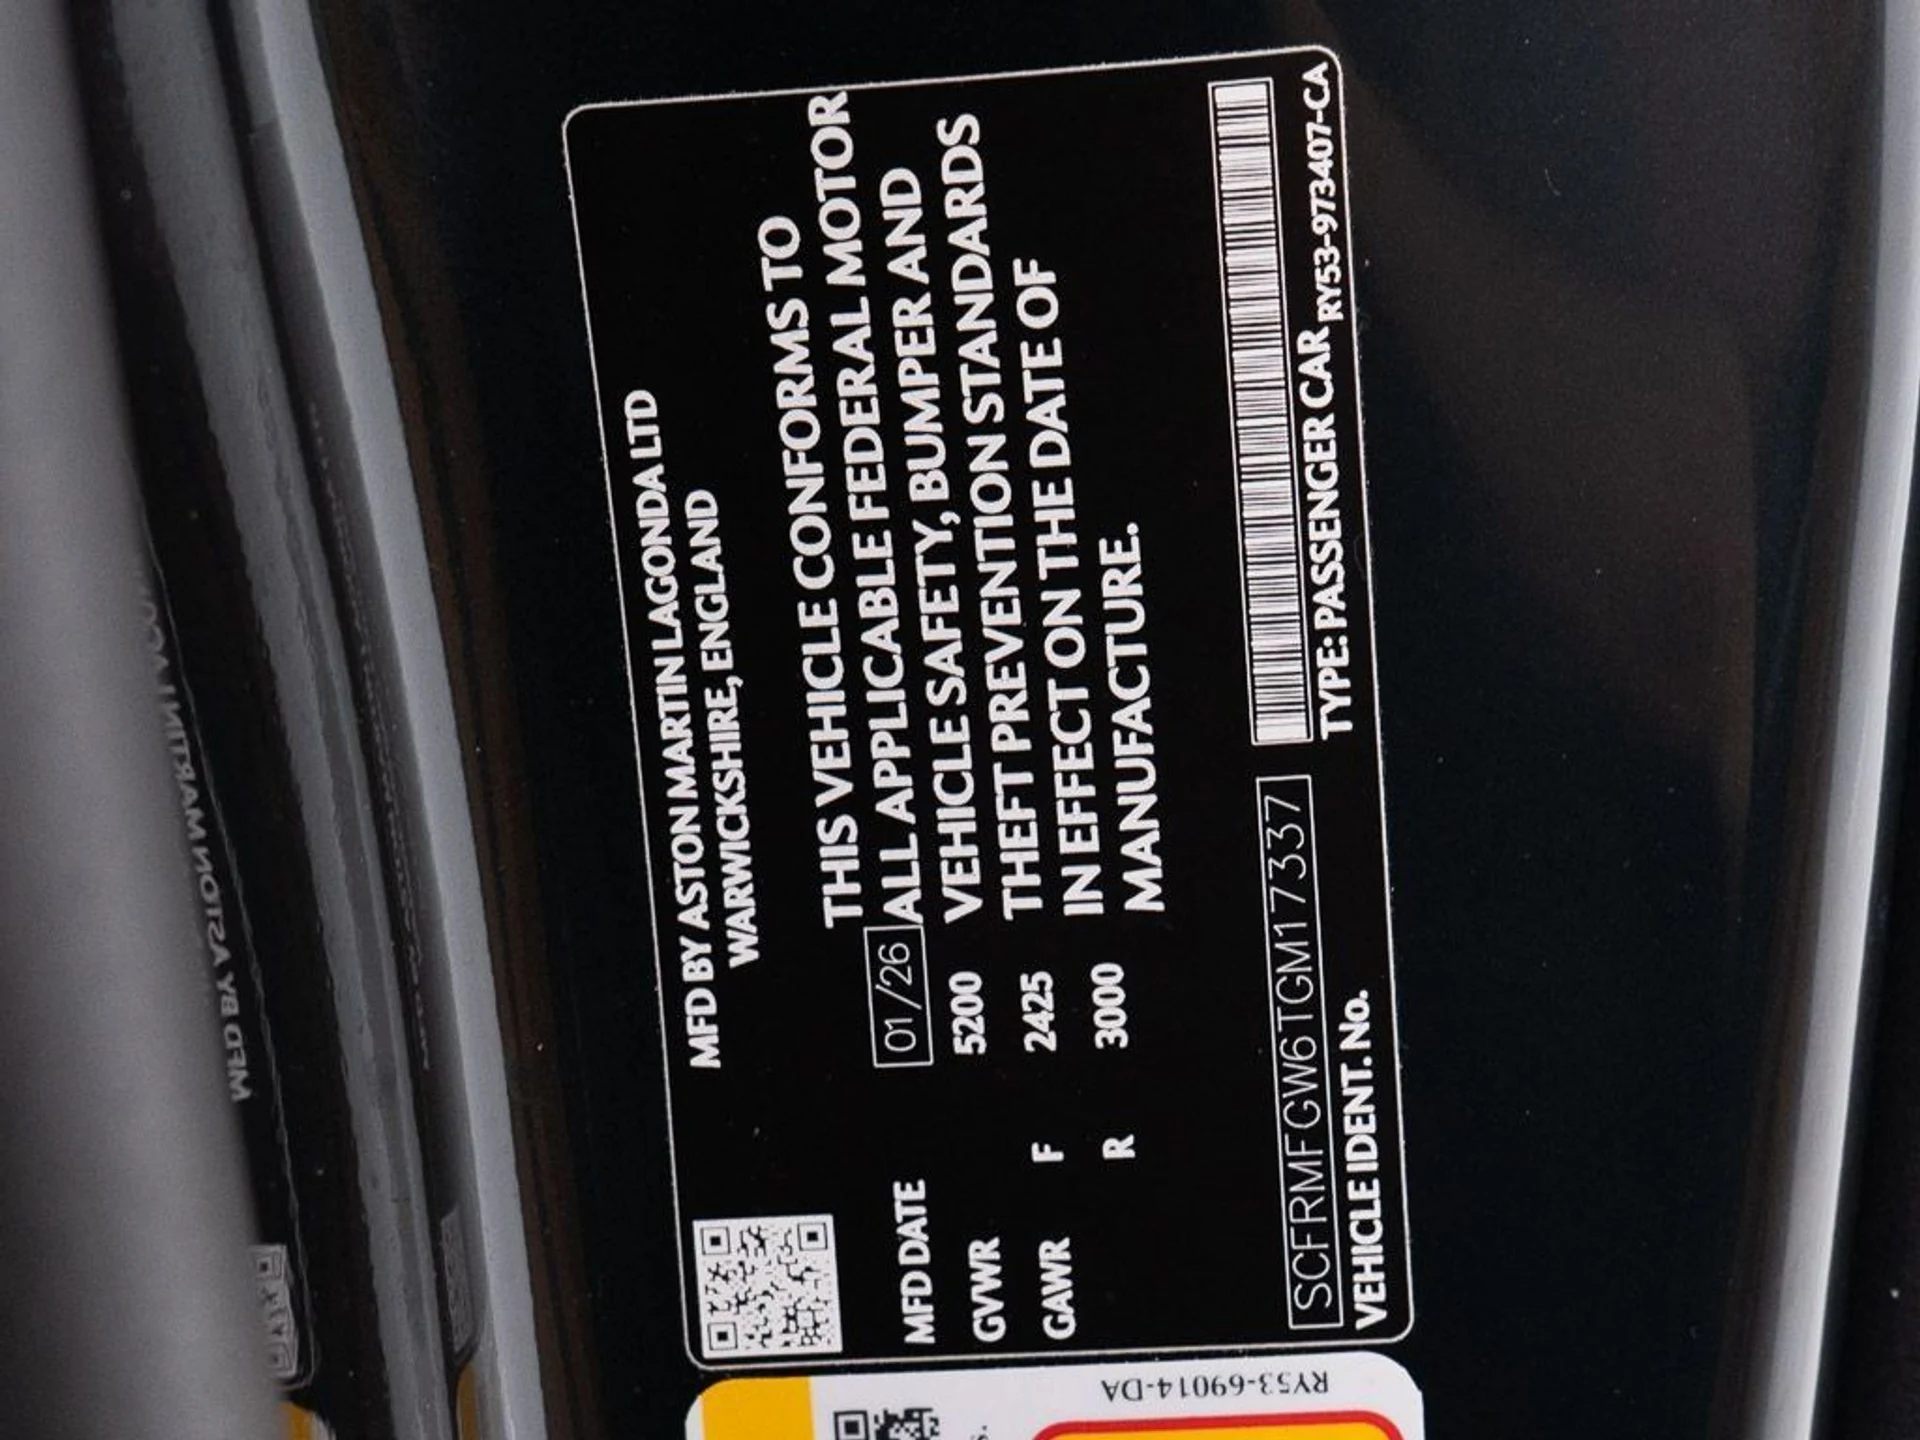 MFD BY ASTON MARTIN LAGONDA LTD
WARWICKSHIRE, ENGLAND
MFD DATE 01/26
GVWR 5200
GAWR F 2425
R 3000
THIS VEHICLE CONFORMS TO
ALL APPLICABLE FEDERAL MOTOR
VEHICLE SAFETY, BUMPER AND
THEFT PREVENTION STANDARDS
IN EFFECT ON THE DATE OF
MANUFACTURE.
SCFRMFGW6TGM17337
VEHICLE IDENT. No.
TYPE: PASSENGER CAR
RY53-973407-CA
RY53-69014-DA